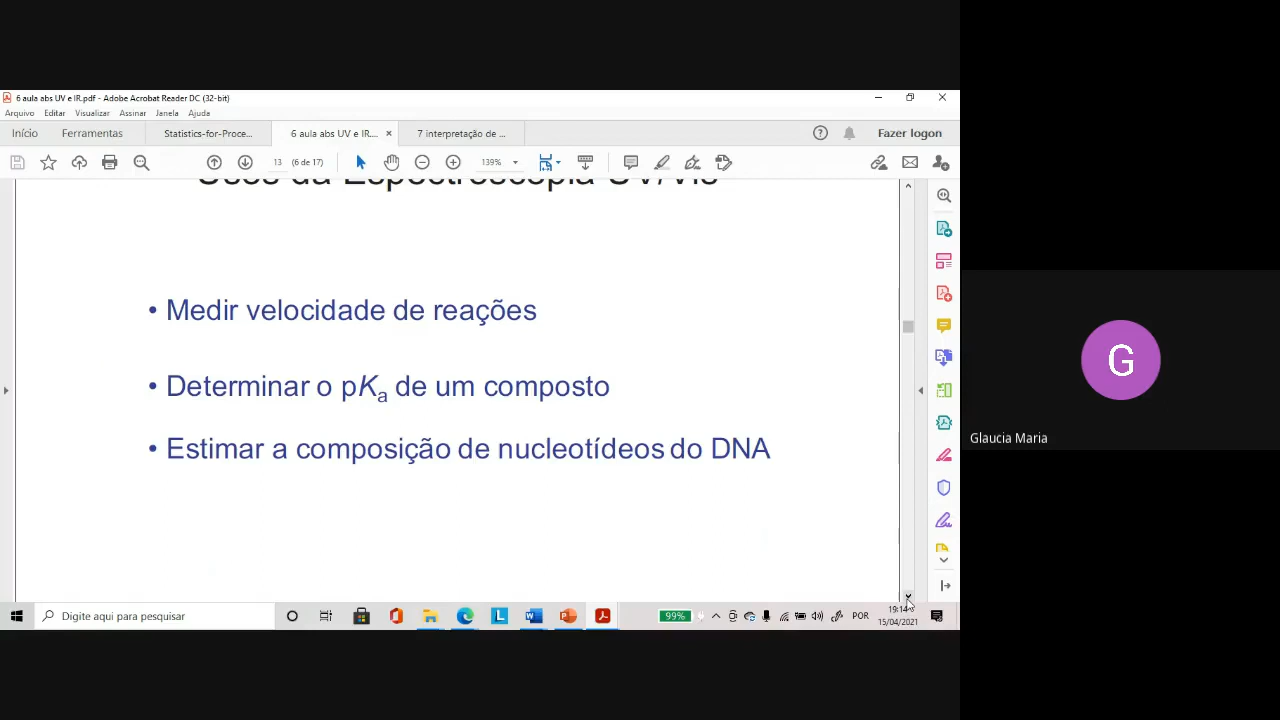 6 aula abs UV e IR.pdf - Adobe Acrobat Reader DC (32-bit)
Arquivo Editar Visualizar Assinar Janela Ajuda
Início Ferramentas Statistics-for-Proce... 6 aula abs UV e IR.... × 7 interpretação de ... Fazer logon
13 (6 de 17) 139%
Usos da Espectroscopia UV/Vis
• Medir velocidade de reações
• Determinar o pKa de um composto
• Estimar a composição de nucleotídeos do DNA
G
Glaucia Maria
Digite aqui para pesquisar
99%
POR
19:14
15/04/2021